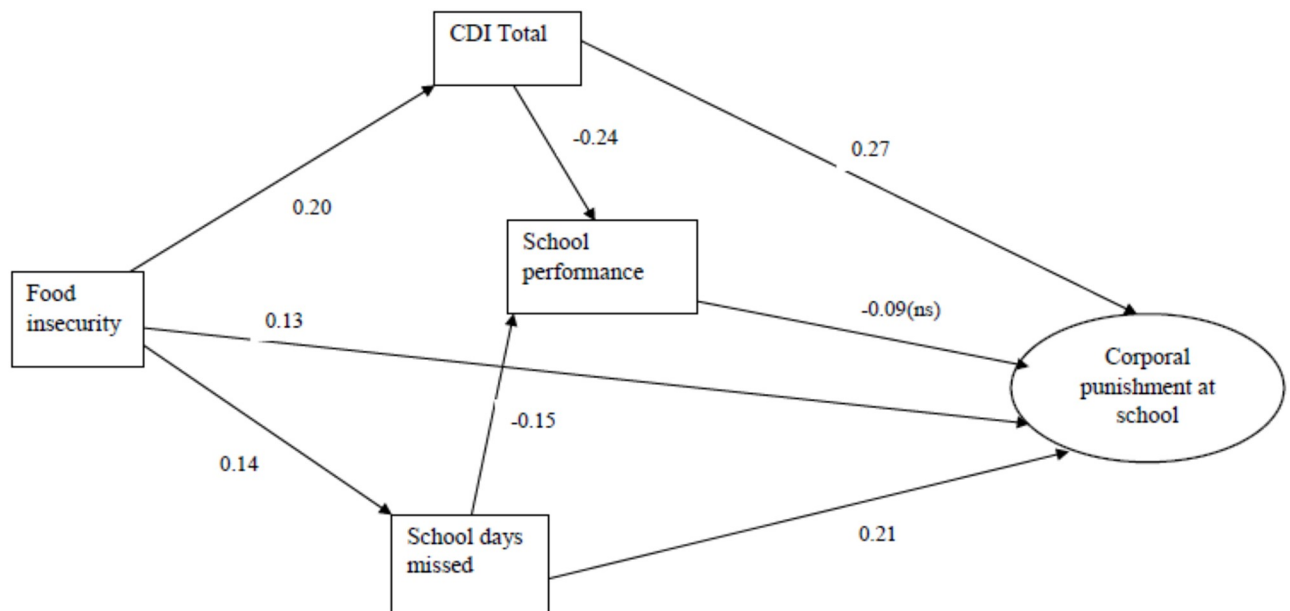 CDI Total
-0.24
0.27
0.20
School
performance
Food
insecurity
0.13
-0.09(ns)
Corporal
punishment at
school
-0.15
0.14
School days
missed
0.21